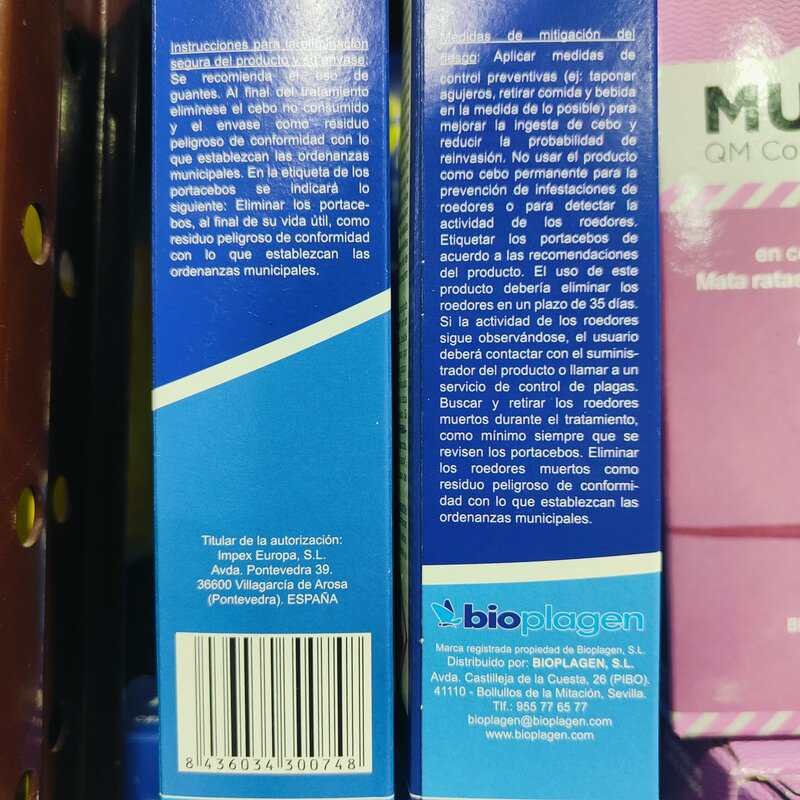 Instrucciones para la eliminación
segura del producto y su envase:
Se recomienda el uso de
guantes. Al final del tratamiento
elimínese el cebo no consumido
y el envase como residuo
peligroso de conformidad con lo
que establezcan las ordenanzas
municipales. En la etiqueta de los
portacebos se indicará lo
siguiente: Eliminar los portace-
bos, al final de su vida útil, como
residuo peligroso de conformidad
con lo que establezcan las
ordenanzas municipales.
Titular de la autorización:
Impex Europa, S.L.
Avda. Pontevedra 39.
36600 Villagarcía de Arosa
(Pontevedra). ESPAÑA
8 436034 300748
Medidas de mitigación del
riesgo: Aplicar medidas de
control preventivas (ej: taponar
agujeros, retirar comida y bebida
en la medida de lo posible) para
mejorar la ingesta de cebo y
reducir la probabilidad de
reinvasión. No usar el producto
como cebo permanente para la
prevención de infestaciones de
roedores o para detectar la
actividad de los roedores.
Etiquetar los portacebos de
acuerdo a las recomendaciones
del producto. El uso de este
producto debería eliminar los
roedores en un plazo de 35 días.
Si la actividad de los roedores
sigue observándose, el usuario
deberá contactar con el suminis-
trador del producto o llamar a un
servicio de control de plagas.
Buscar y retirar los roedores
muertos durante el tratamiento,
como mínimo siempre que se
revisen los portacebos. Eliminar
los roedores muertos como
residuo peligroso de conformi-
dad con lo que establezcan las
ordenanzas municipales.
bioplagen
Marca registrada propiedad de Bioplagen, S.L.
Distribuido por: BIOPLAGEN, S.L.
Avda. Castilleja de la Cuesta, 26 (PIBO).
41110 - Bollullos de la Mitación, Sevilla.
Tlf.: 955 77 65 77
bioplagen@bioplagen.com
www.bioplagen.com
MU
QM Co
en c
Mata ratas